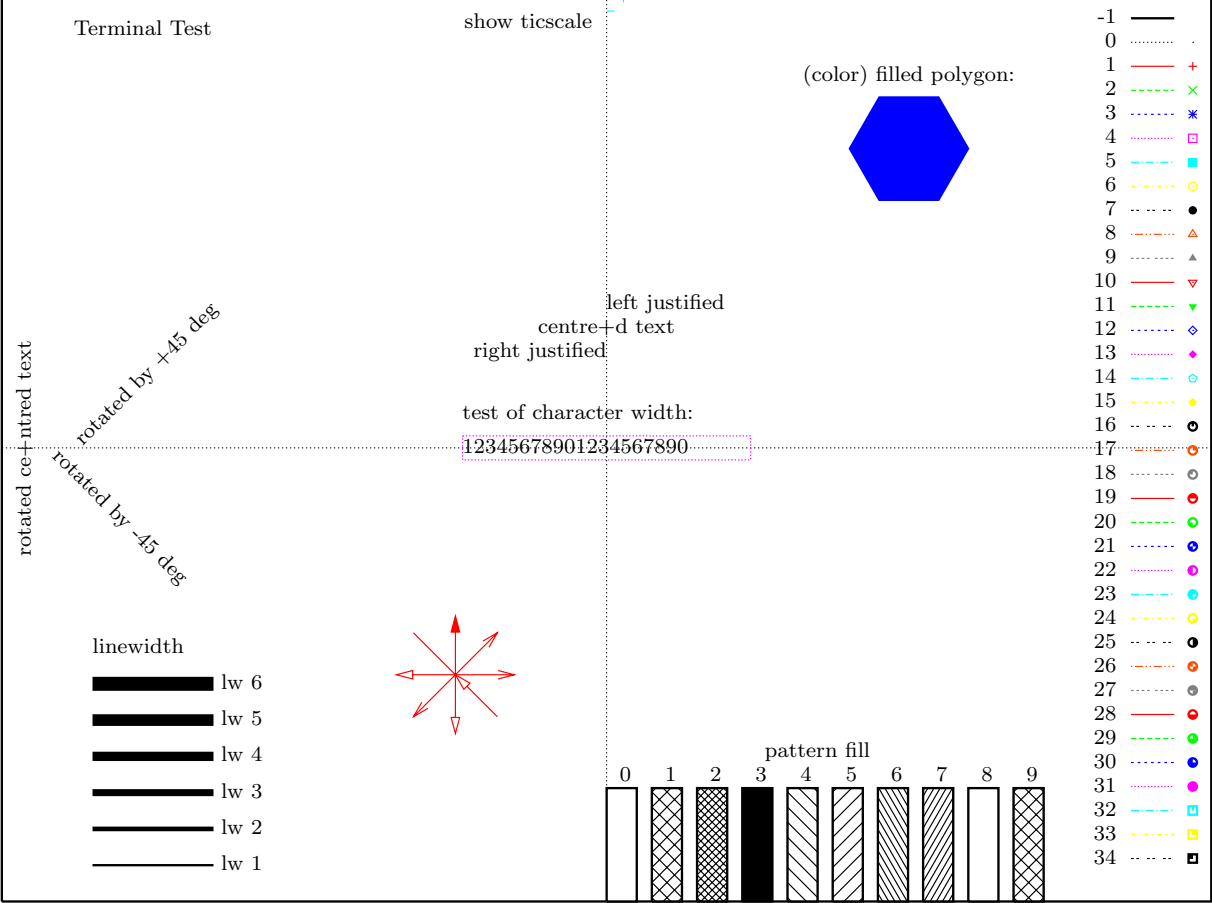 Terminal Test
show ticscale
(color) filled polygon:
left justified
centre+d text
right justified
test of character width:
12345678901234567890
rotated by +45 deg
rotated ce+ntred text
rotated by -45 deg
linewidth
lw 6
lw 5
lw 4
lw 3
lw 2
lw 1
pattern fill
0 1 2 3 4 5 6 7 8 9
-1
0
1
2
3
4
5
6
7
8
9
10
11
12
13
14
15
16
17
18
19
20
21
22
23
24
25
26
27
28
29
30
31
32
33
34